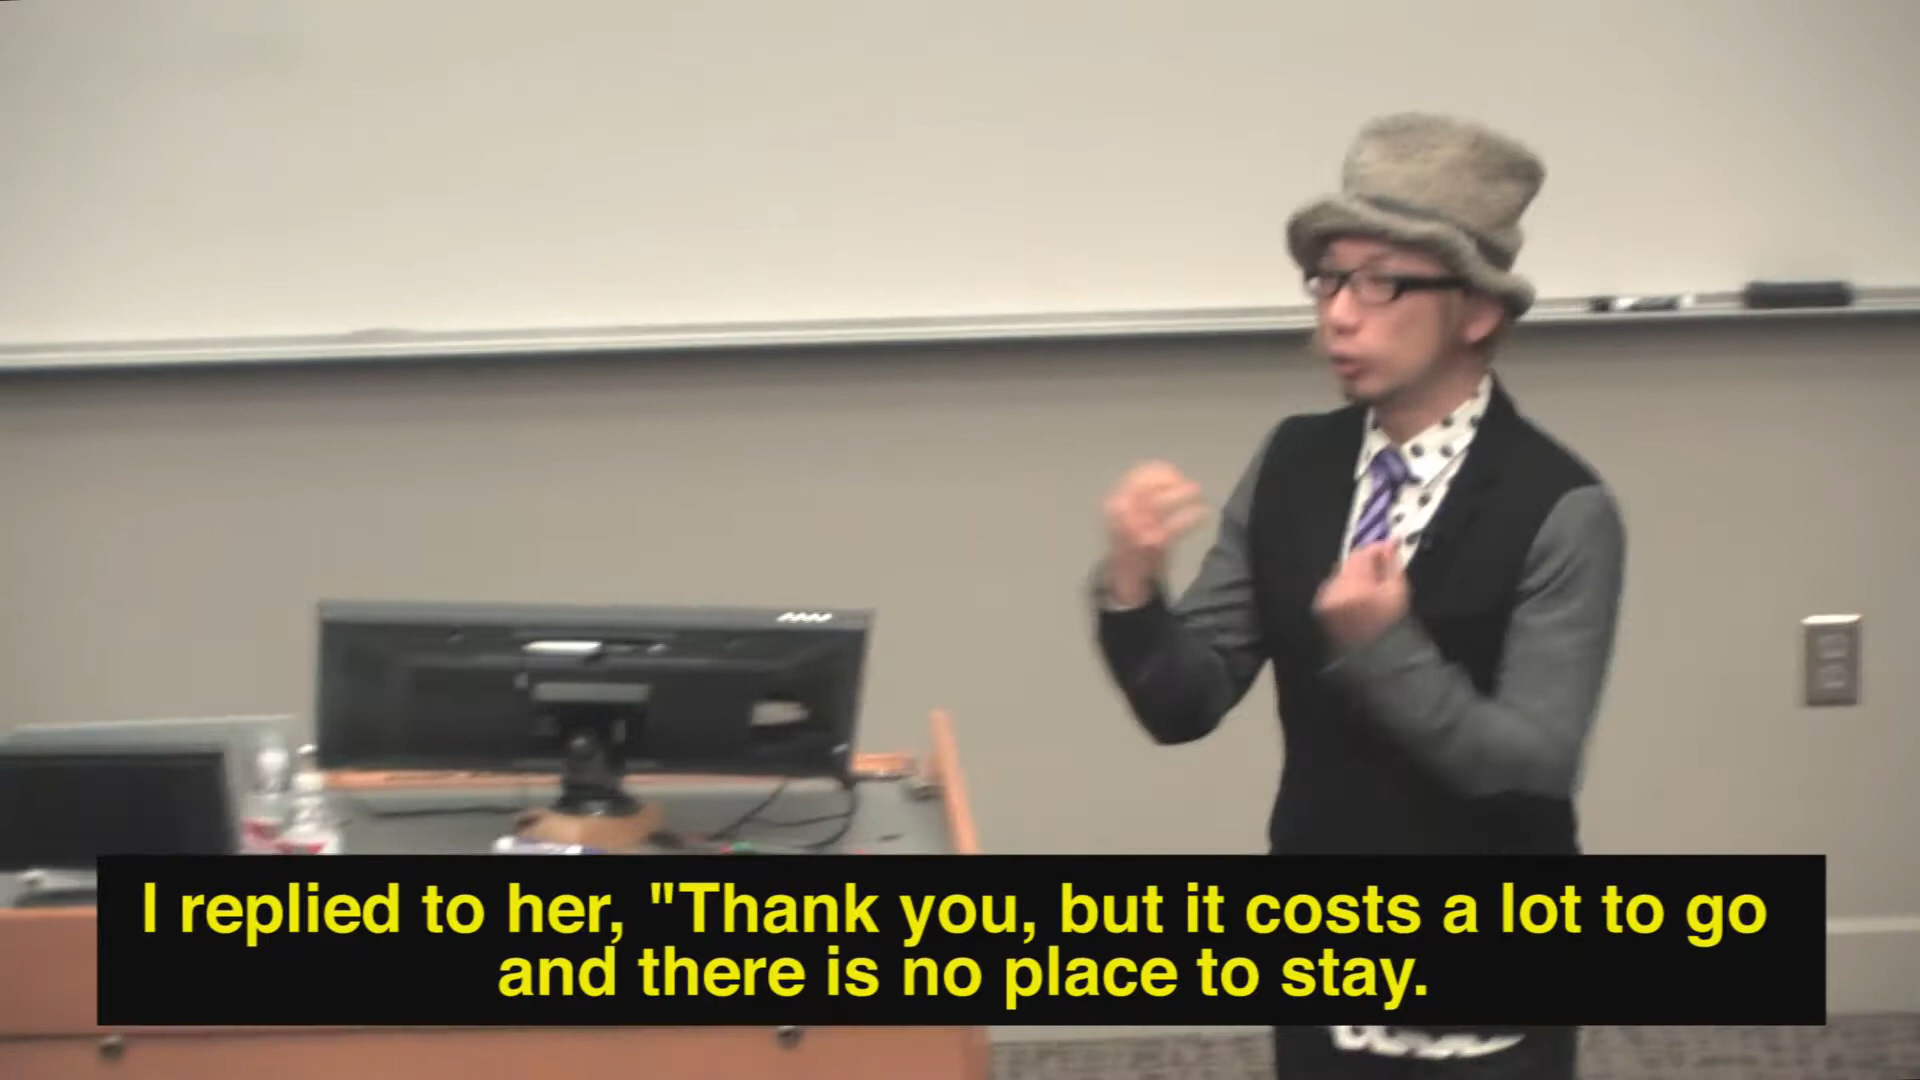 I replied to her, "Thank you, but it costs a lot to go
and there is no place to stay.